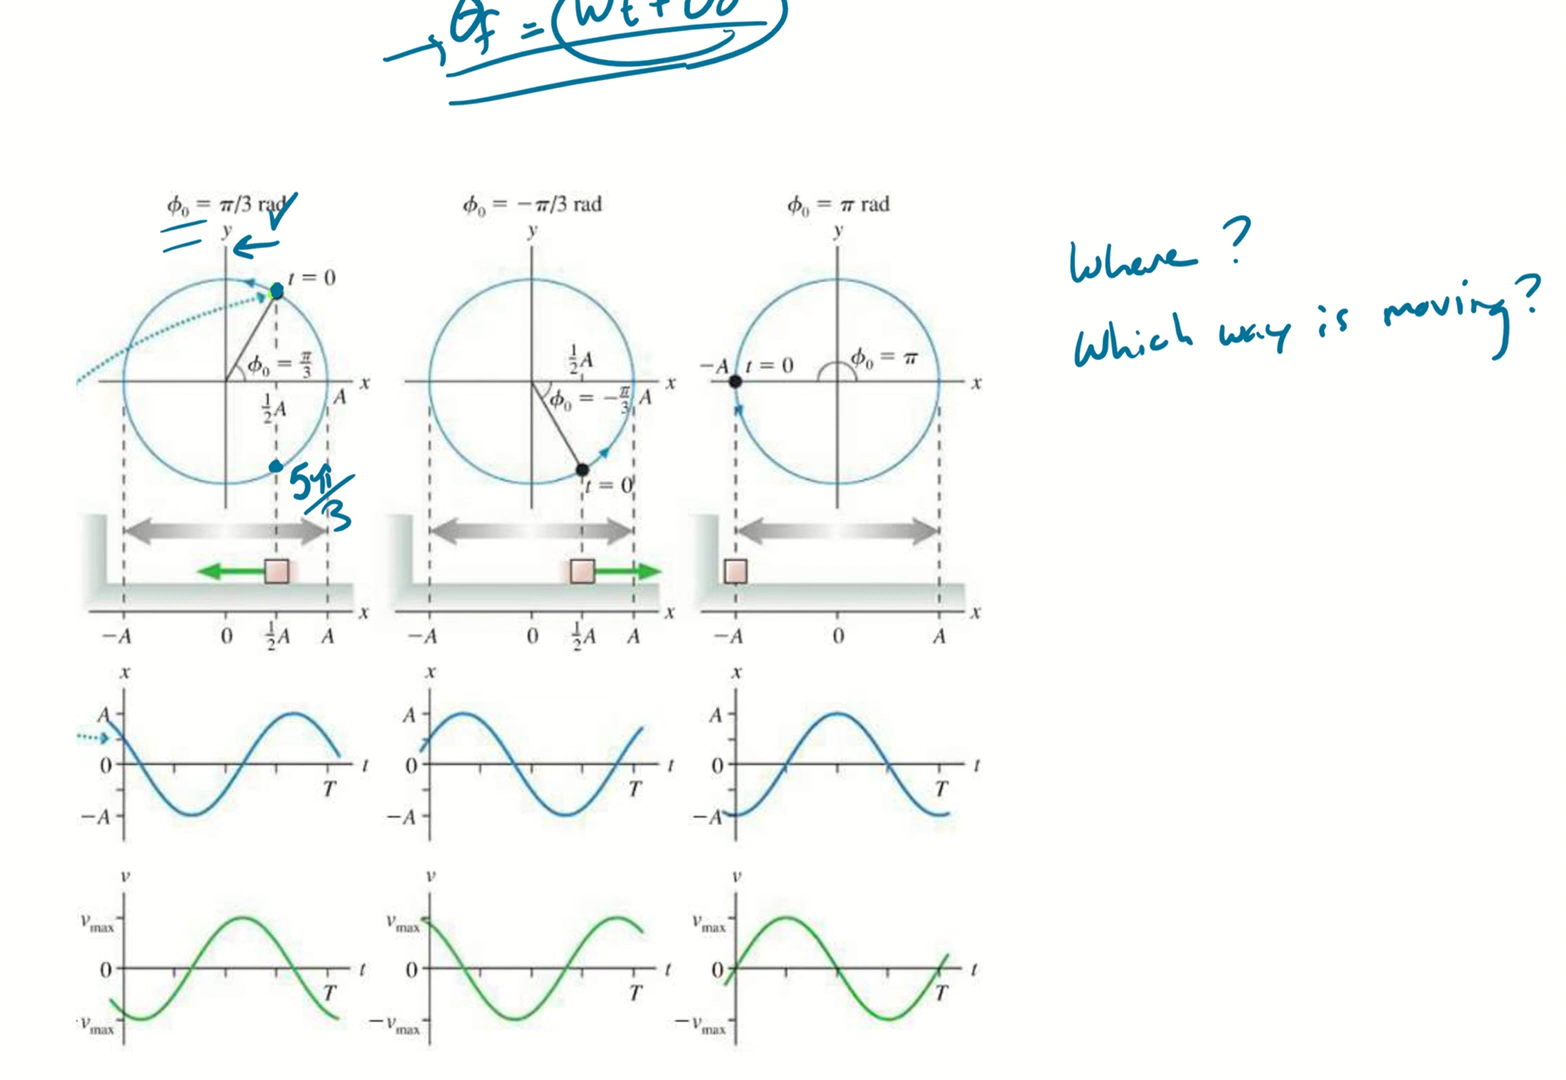 → θf = ωt + θ0
ϕ0 = π/3 rad
ϕ0 = −π/3 rad
ϕ0 = π rad
y
y
y
t = 0
ϕ0 = π/3
1/2A
A
x
5π/3
1/2A
ϕ0 = −π/3
A
x
t = 0
−A
t = 0
ϕ0 = π
x
Where?
Which way is moving?
−A 0 1/2A A x
−A 0 1/2A A x
−A 0 A x
x
A
0
−A
T
t
x
A
0
−A
T
t
x
A
0
−A
T
t
v
vmax
0
vmax
T
t
v
vmax
0
−vmax
T
t
v
vmax
0
−vmax
T
t